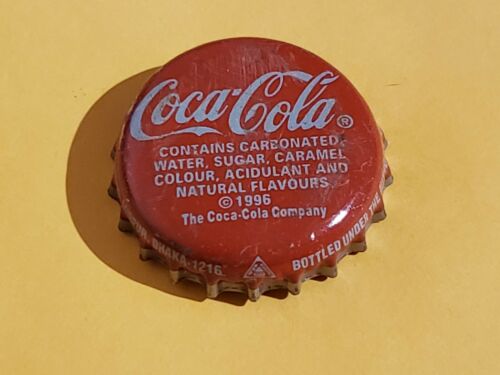 Coca-Cola®
CONTAINS CARBONATED
WATER, SUGAR, CARAMEL
COLOUR, ACIDULANT AND
NATURAL FLAVOURS
© 1996
The Coca-Cola Company
DHAKA-1216
BOTTLED UNDER THE